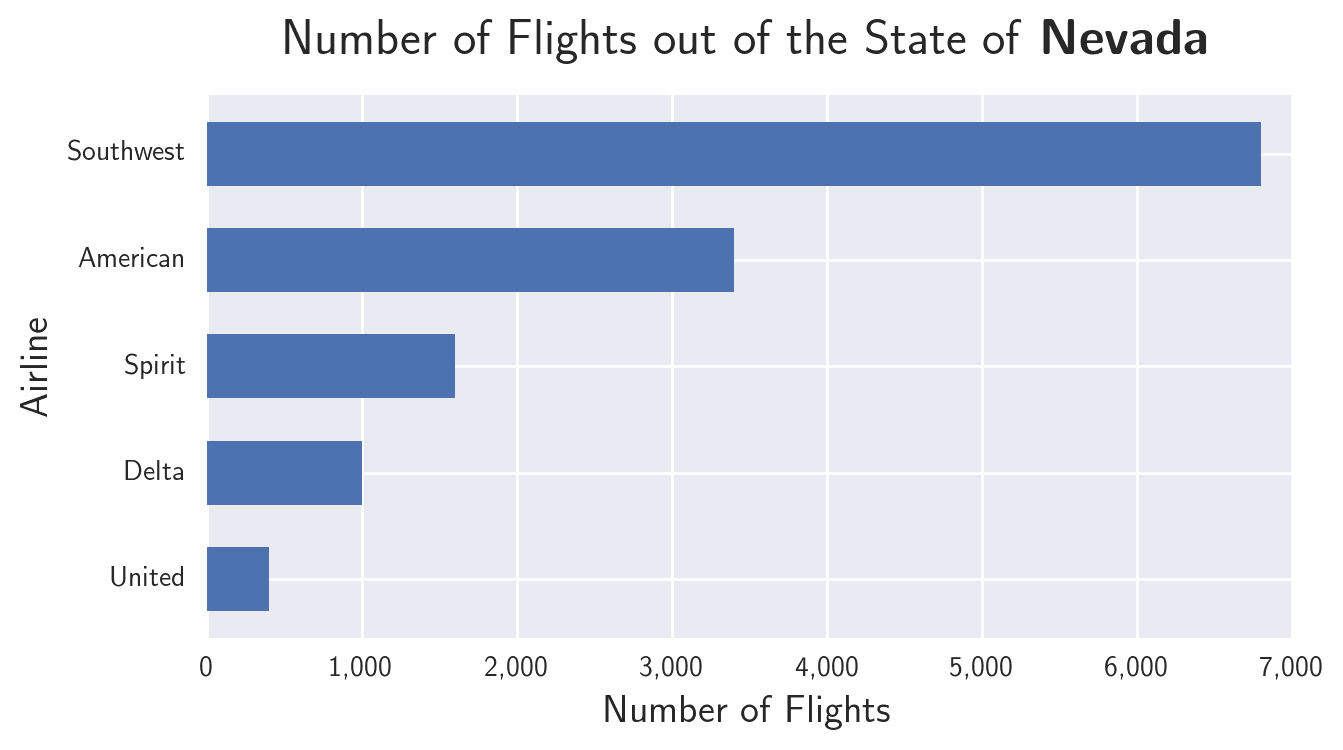 Number of Flights out of the State of Nevada
Southwest
American
Spirit
Delta
United
Airline
0 1,000 2,000 3,000 4,000 5,000 6,000 7,000
Number of Flights